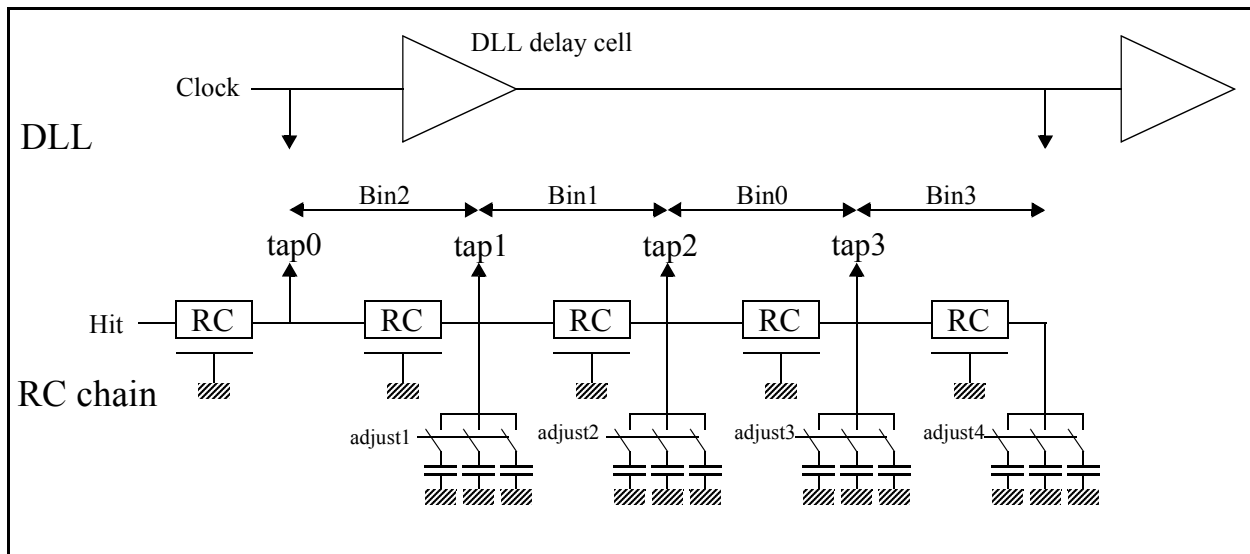 DLL delay cell
Clock
DLL
Bin2 Bin1 Bin0 Bin3
tap0 tap1 tap2 tap3
Hit RC RC RC RC RC
RC chain
adjust1 adjust2 adjust3 adjust4